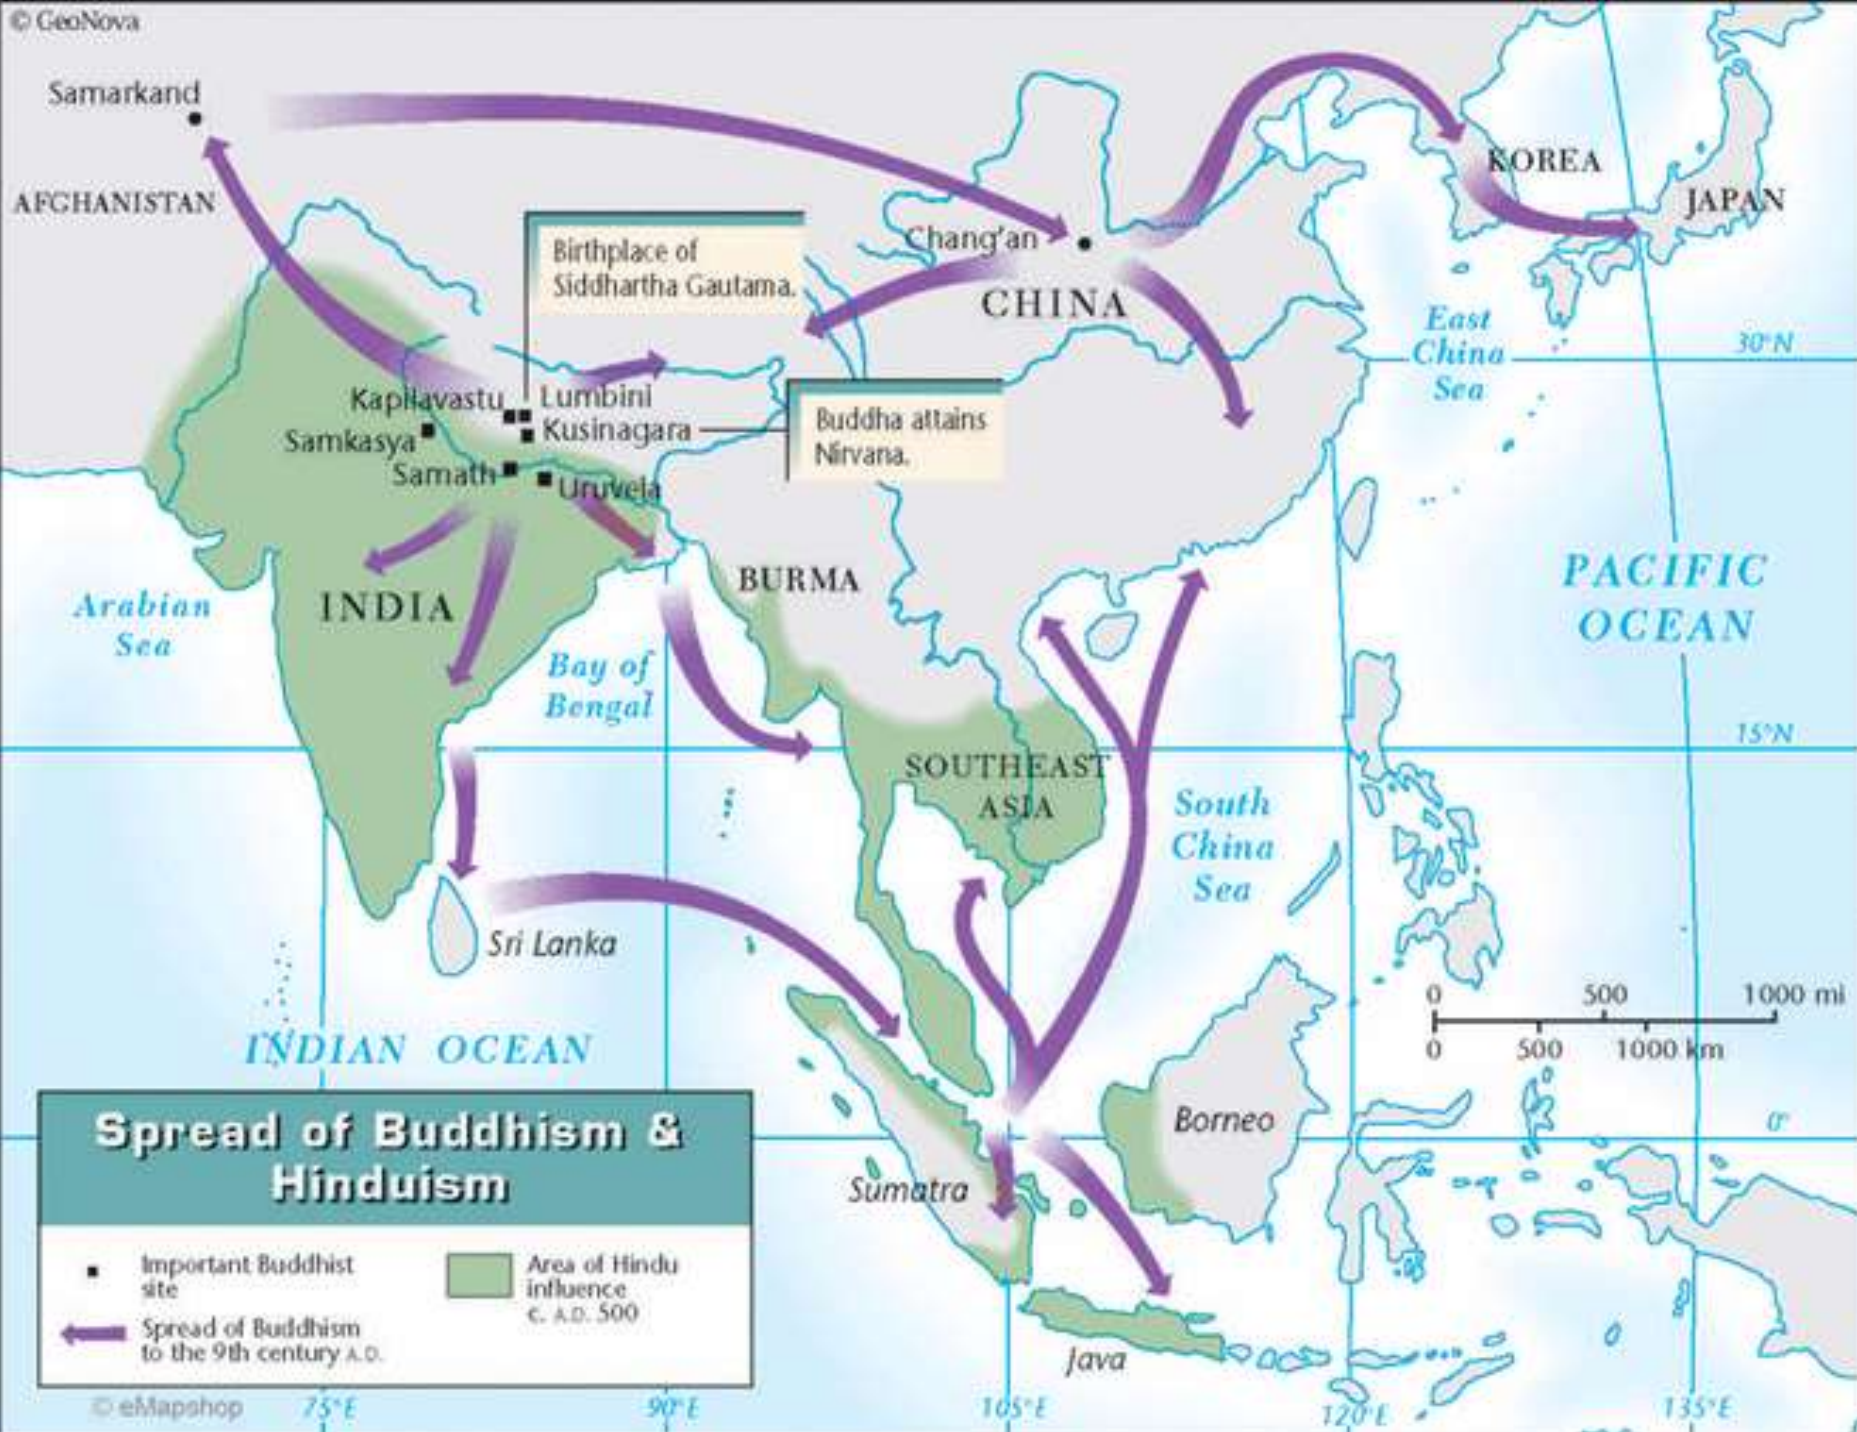 © GeoNova
Samarkand
AFGHANISTAN
Birthplace of
Siddhartha Gautama.
Chang'an
CHINA
KOREA
JAPAN
East
China
Sea
30°N
Kapilavastu
Lumbini
Kusinagara
Samkasya
Samath
Uruvela
Buddha attains
Nirvana.
Arabian
Sea
INDIA
BURMA
Bay of
Bengal
PACIFIC
OCEAN
15°N
SOUTHEAST
ASIA
South
China
Sea
Sri Lanka
INDIAN OCEAN
0 500 1000 mi
0 500 1000 km
Borneo
0°
Sumatra
Java
Spread of Buddhism &
Hinduism
Important Buddhist
site
Spread of Buddhism
to the 9th century A.D.
Area of Hindu
influence
c. A.D. 500
© eMapshop
75°E
90°E
105°E
120°E
135°E